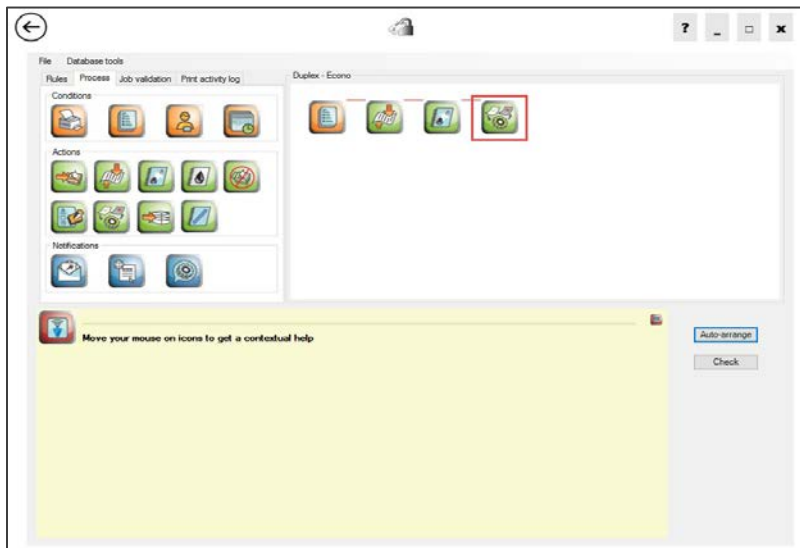 ?
File Database tools
Rules Process Job validation Print activity log
Conditions
Actions
Notifications
Duplex - Econo
Move your mouse on icons to get a contextual help
Auto-arrange
Check